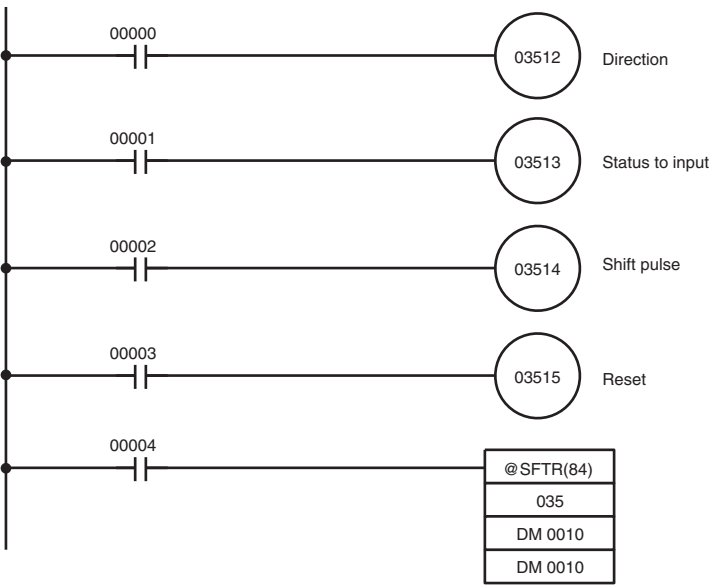 00000
03512 Direction
00001
03513 Status to input
00002
03514 Shift pulse
00003
03515 Reset
00004
@SFTR(84)
035
DM 0010
DM 0010